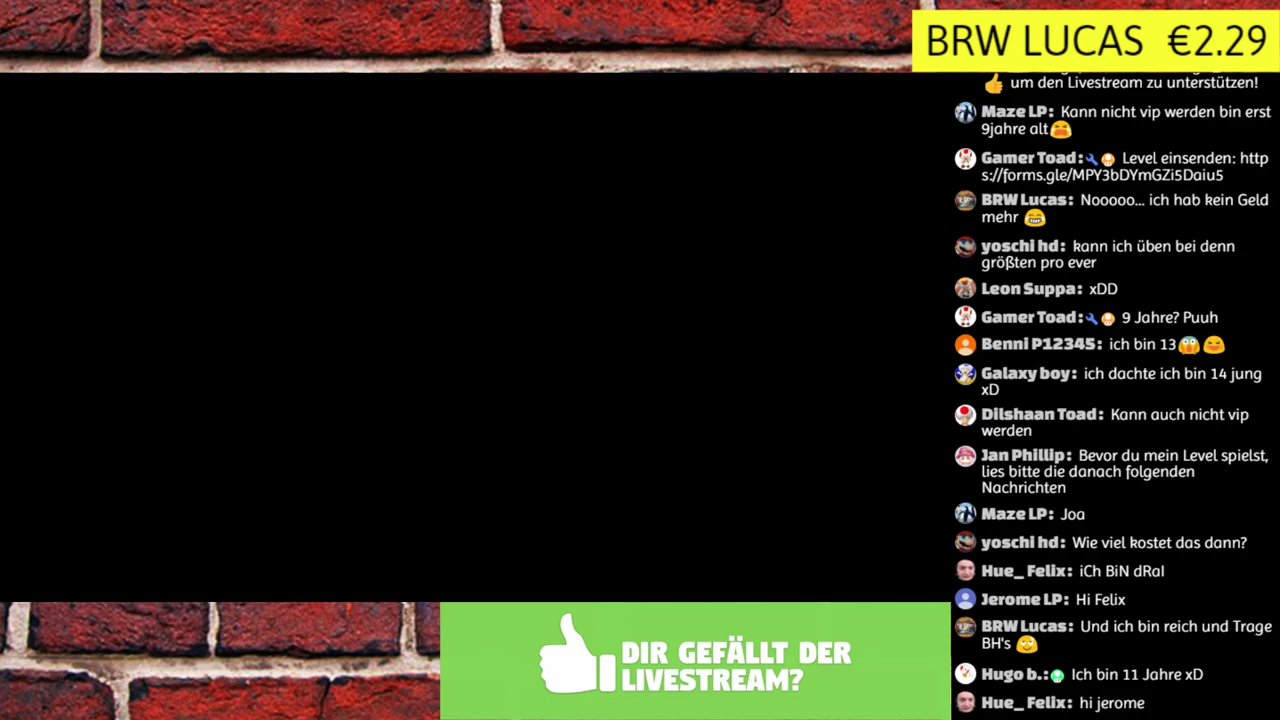 BRW LUCAS €2.29
um den Livestream zu unterstützen!
Maze LP: Kann nicht vip werden bin erst
9jahre alt
Gamer Toad: Level einsenden: http
s://forms.gle/MPY3bDYmGZi5Daiu5
BRW Lucas: Nooooo... ich hab kein Geld
mehr
yoschi hd: kann ich üben bei denn
größten pro ever
Leon Suppa: xDD
Gamer Toad: 9 Jahre? Puuh
Benni P12345: ich bin 13
Galaxy boy: ich dachte ich bin 14 jung
xD
Dilshaan Toad: Kann auch nicht vip
werden
Jan Phillip: Bevor du mein Level spielst,
lies bitte die danach folgenden
Nachrichten
Maze LP: Joa
yoschi hd: Wie viel kostet das dann?
Hue_ Felix: iCh BiN dRaI
Jerome LP: Hi Felix
BRW Lucas: Und ich bin reich und Trage
BH's
Hugo b.: Ich bin 11 Jahre xD
Hue_ Felix: hi jerome
DIR GEFÄLLT DER
LIVESTREAM?